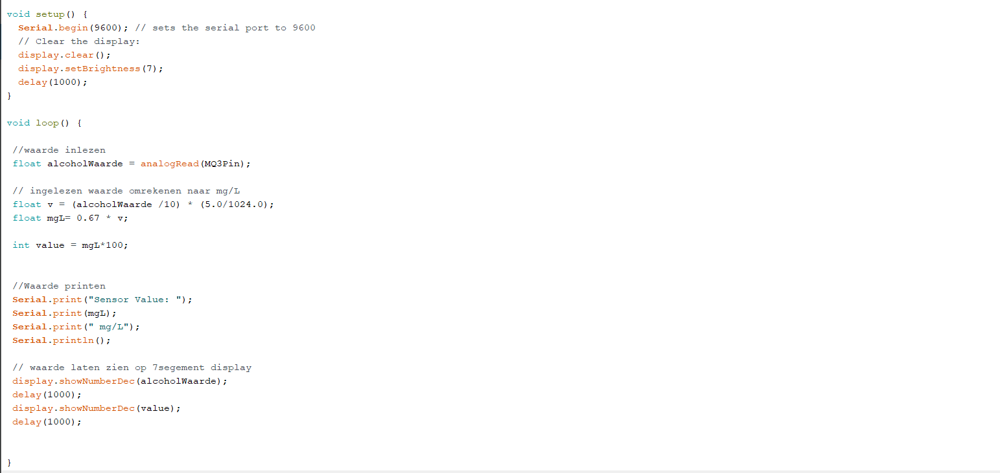 void setup() {
Serial.begin(9600); // sets the serial port to 9600
// Clear the display:
display.clear();
display.setBrightness(7);
delay(1000);
}
void loop() {
//waarde inlezen
float alcoholWaarde = analogRead(MQ3Pin);
// ingelezen waarde omrekenen naar mg/L
float v = (alcoholWaarde /10) * (5.0/1024.0);
float mgL= 0.67 * v;
int value = mgL*100;
//Waarde printen
Serial.print("Sensor Value: ");
Serial.print(mgL);
Serial.print(" mg/L");
Serial.println();
// waarde laten zien op 7segement display
display.showNumberDec(alcoholWaarde);
delay(1000);
display.showNumberDec(value);
delay(1000);
}